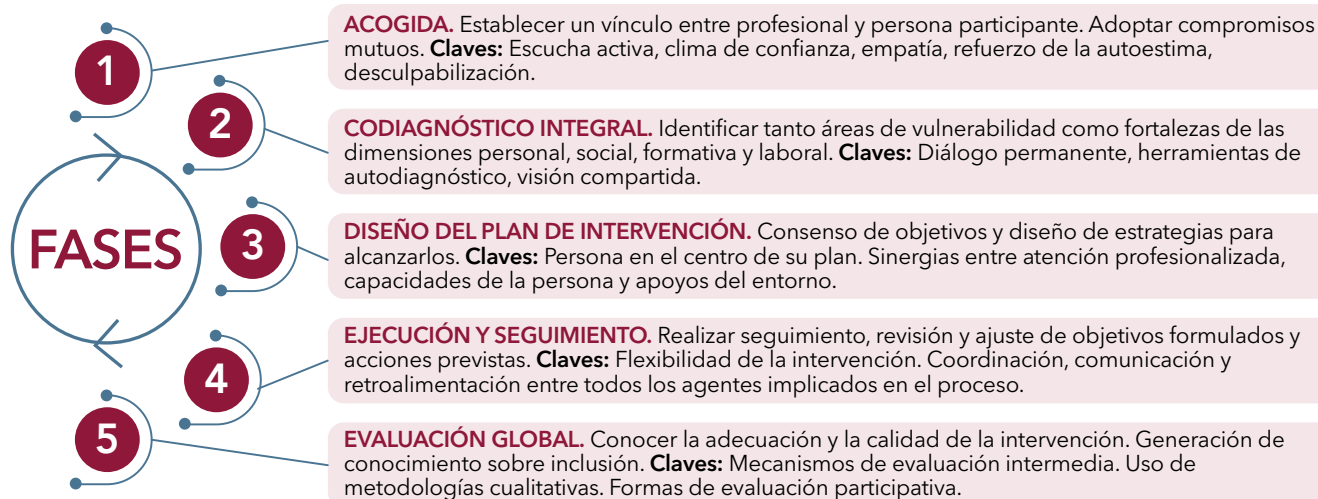 FASES
1
ACOGIDA. Establecer un vínculo entre profesional y persona participante. Adoptar compromisos
mutuos. Claves: Escucha activa, clima de confianza, empatía, refuerzo de la autoestima,
desculpabilización.
2
CODIAGNÓSTICO INTEGRAL. Identificar tanto áreas de vulnerabilidad como fortalezas de las
dimensiones personal, social, formativa y laboral. Claves: Diálogo permanente, herramientas de
autodiagnóstico, visión compartida.
3
DISEÑO DEL PLAN DE INTERVENCIÓN. Consenso de objetivos y diseño de estrategias para
alcanzarlos. Claves: Persona en el centro de su plan. Sinergias entre atención profesionalizada,
capacidades de la persona y apoyos del entorno.
4
EJECUCIÓN Y SEGUIMIENTO. Realizar seguimiento, revisión y ajuste de objetivos formulados y
acciones previstas. Claves: Flexibilidad de la intervención. Coordinación, comunicación y
retroalimentación entre todos los agentes implicados en el proceso.
5
EVALUACIÓN GLOBAL. Conocer la adecuación y la calidad de la intervención. Generación de
conocimiento sobre inclusión. Claves: Mecanismos de evaluación intermedia. Uso de
metodologías cualitativas. Formas de evaluación participativa.